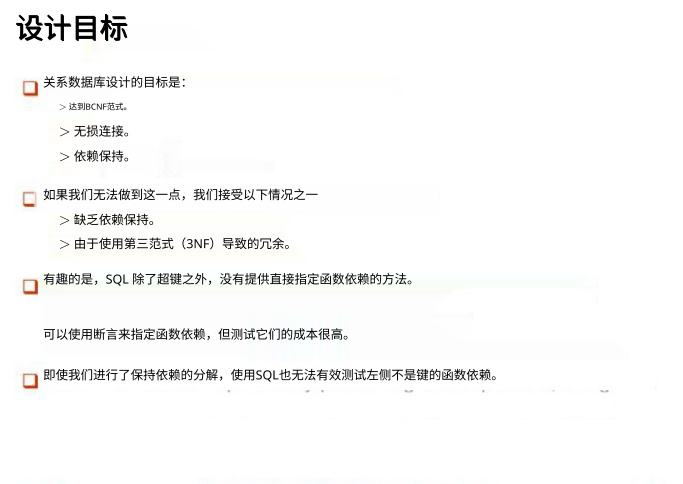 设计目标
关系数据库设计的目标是：
> 达到BCNF范式。
> 无损连接。
> 依赖保持。
如果我们无法做到这一点，我们接受以下情况之一
> 缺乏依赖保持。
> 由于使用第三范式（3NF）导致的冗余。
有趣的是，SQL 除了超键之外，没有提供直接指定函数依赖的方法。
可以使用断言来指定函数依赖，但测试它们的成本很高。
即使我们进行了保持依赖的分解，使用SQL也无法有效测试左侧不是键的函数依赖。